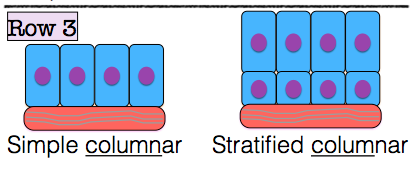 Row 3
Simple columnar
Stratified columnar